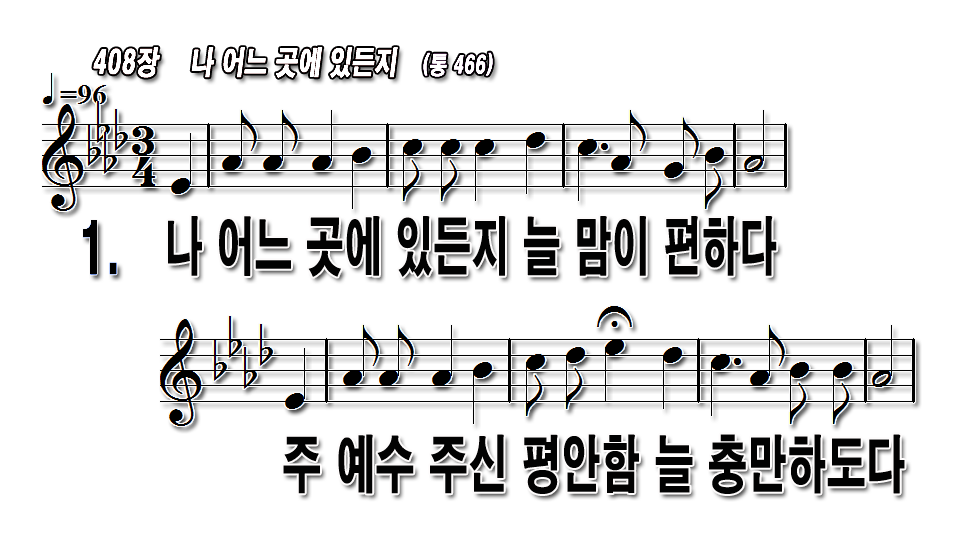 408장 나 어느 곳에 있든지 (통 466)
♩=96
3
4
1. 나 어느 곳에 있든지 늘 맘이 편하다
주 예수 주신 평안함 늘 충만하도다